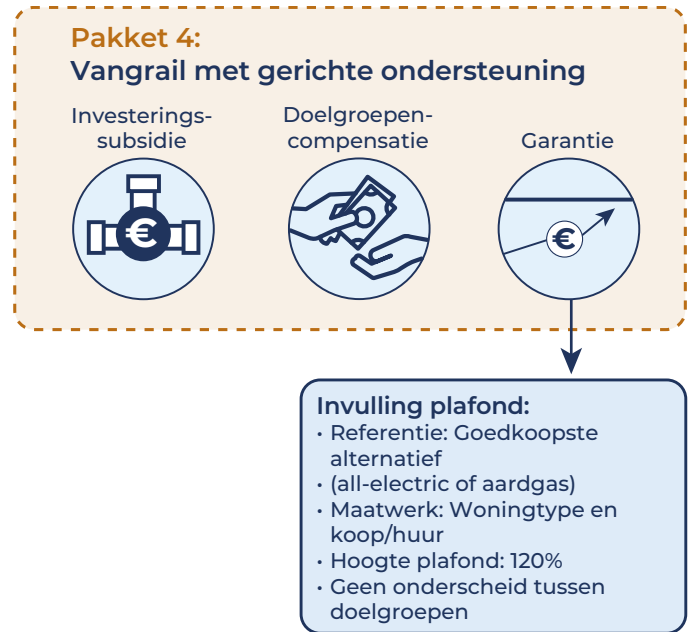 Pakket 4:
Vangrail met gerichte ondersteuning
Investerings-
subsidie
Doelgroepen-
compensatie
Garantie
€
€
Invulling plafond:
• Referentie: Goedkoopste
alternatief
• (all-electric of aardgas)
• Maatwerk: Woningtype en
koop/huur
• Hoogte plafond: 120%
• Geen onderscheid tussen
doelgroepen